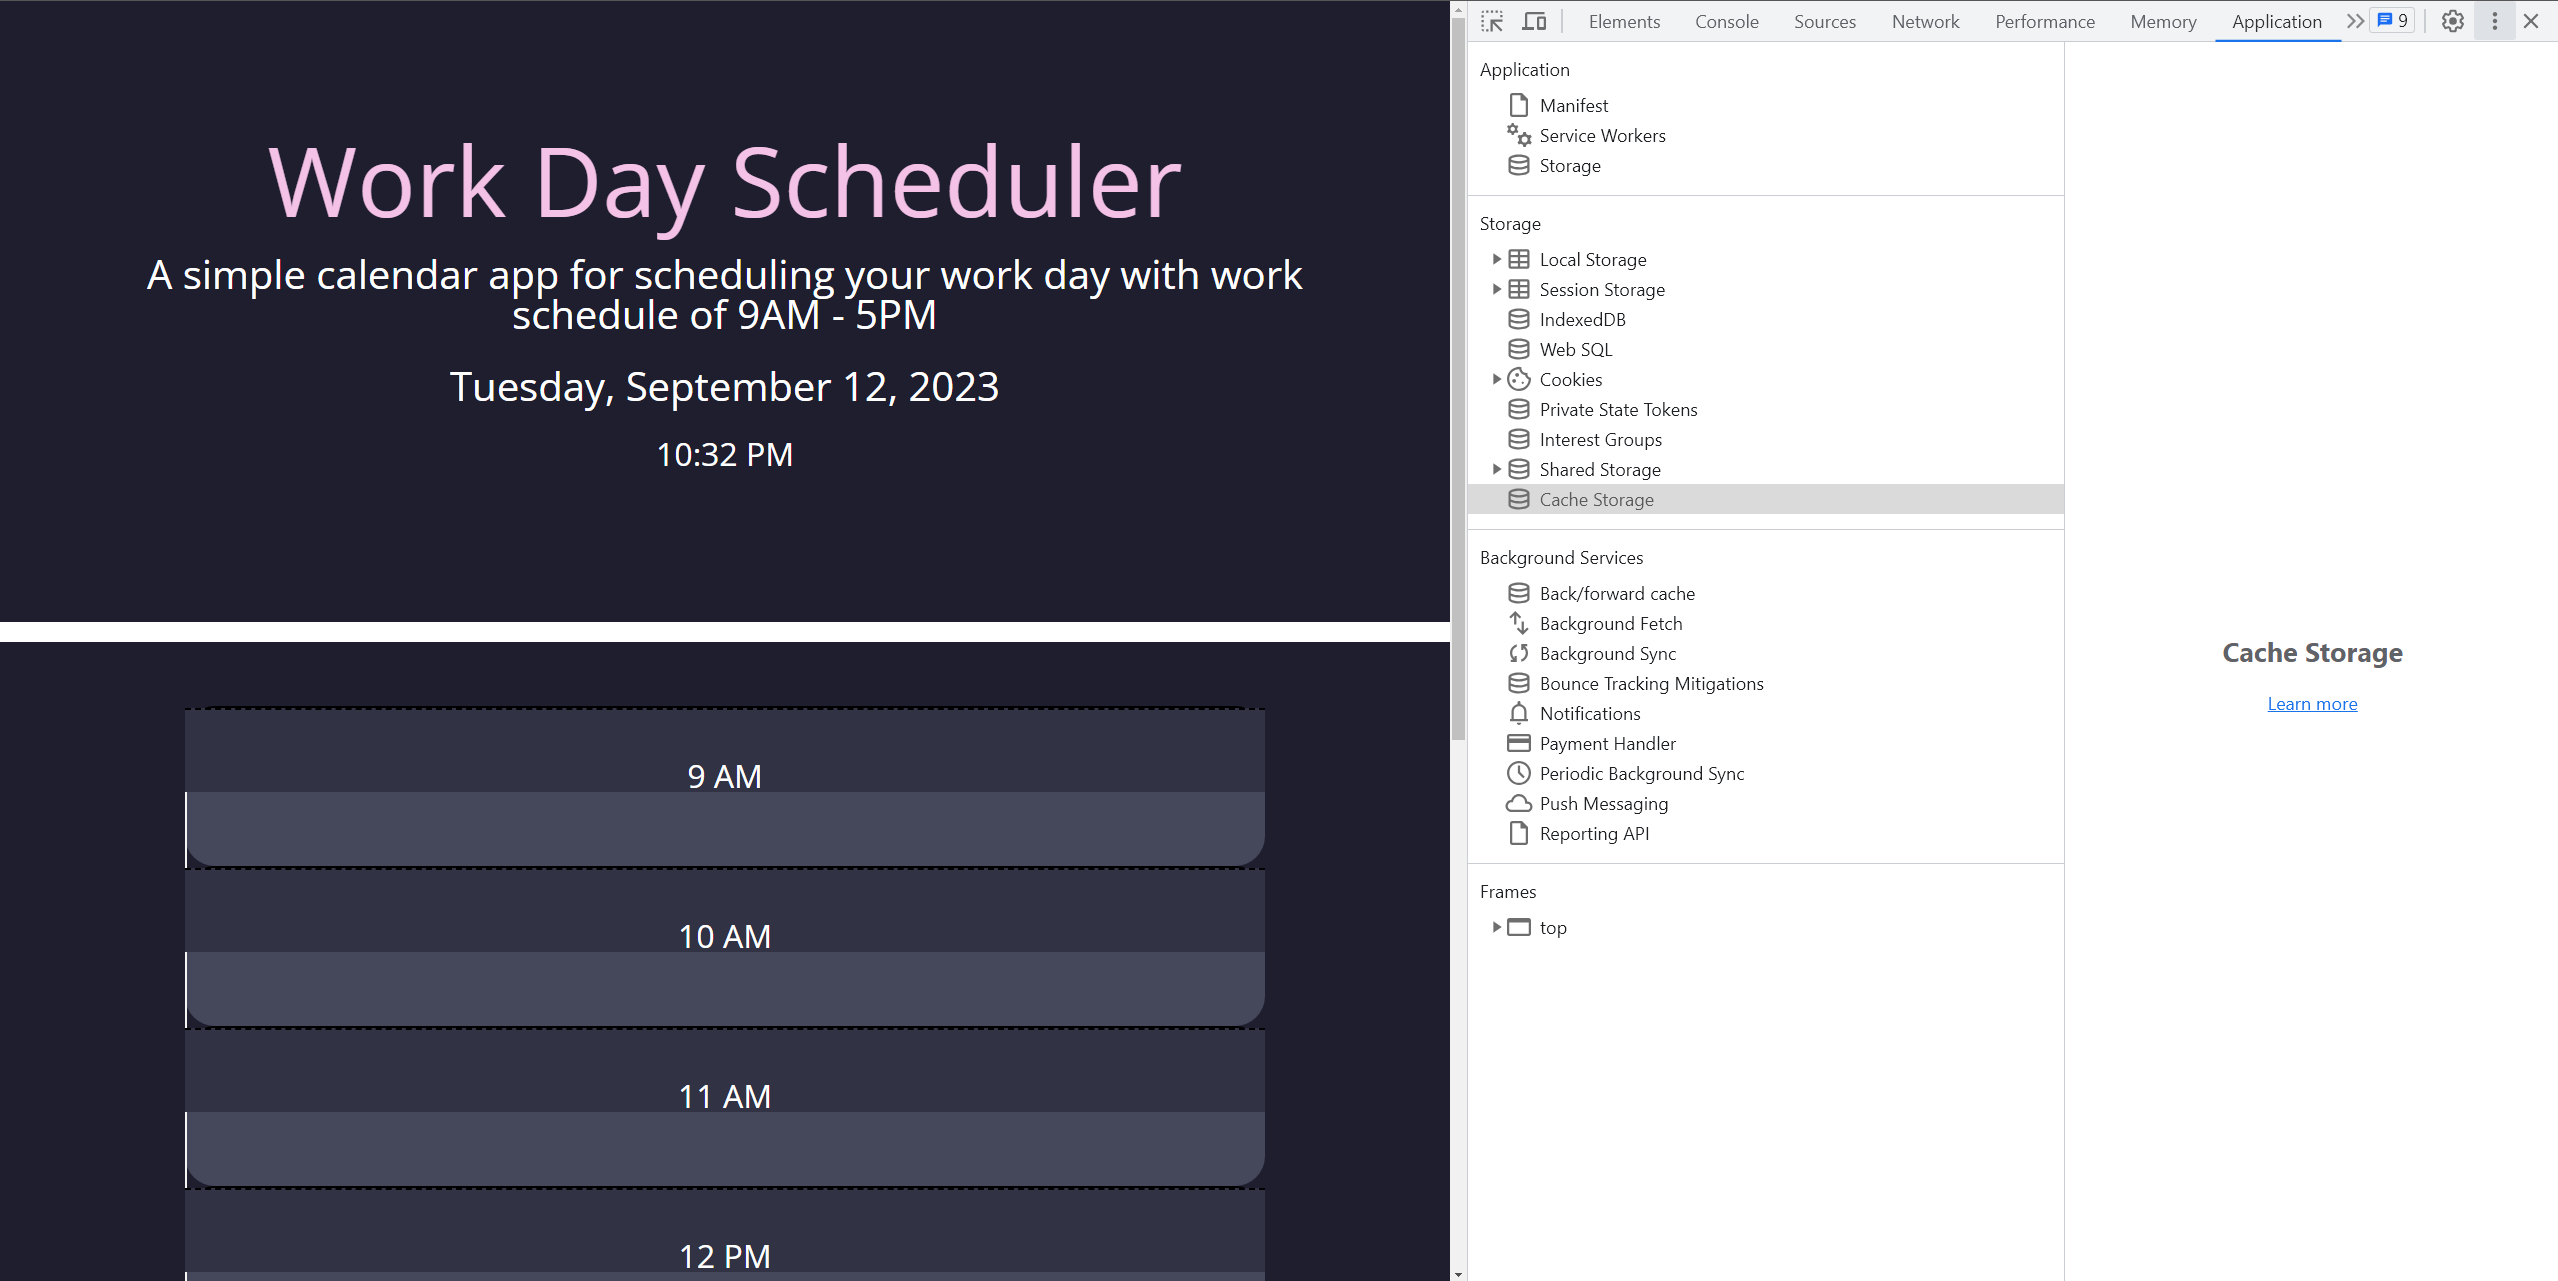 Work Day Scheduler
A simple calendar app for scheduling your work day with work
schedule of 9AM - 5PM
Tuesday, September 12, 2023
10:32 PM
9 AM
10 AM
11 AM
12 PM
Elements Console Sources Network Performance Memory Application 9
Application
Manifest
Service Workers
Storage
Storage
Local Storage
Session Storage
IndexedDB
Web SQL
Cookies
Private State Tokens
Interest Groups
Shared Storage
Cache Storage
Background Services
Back/forward cache
Background Fetch
Background Sync
Bounce Tracking Mitigations
Notifications
Payment Handler
Periodic Background Sync
Push Messaging
Reporting API
Frames
top
Cache Storage
Learn more